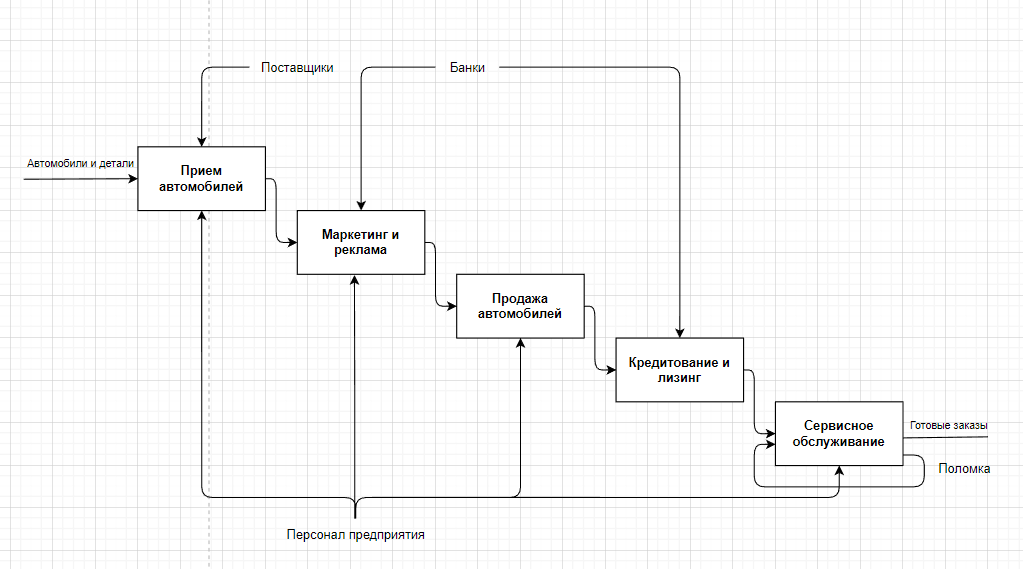 Поставщики
Банки
Автомобили и детали
Прием
автомобилей
Маркетинг и
реклама
Продажа
автомобилей
Кредитование и
лизинг
Сервисное
обслуживание
Готовые заказы
Поломка
Персонал предприятия